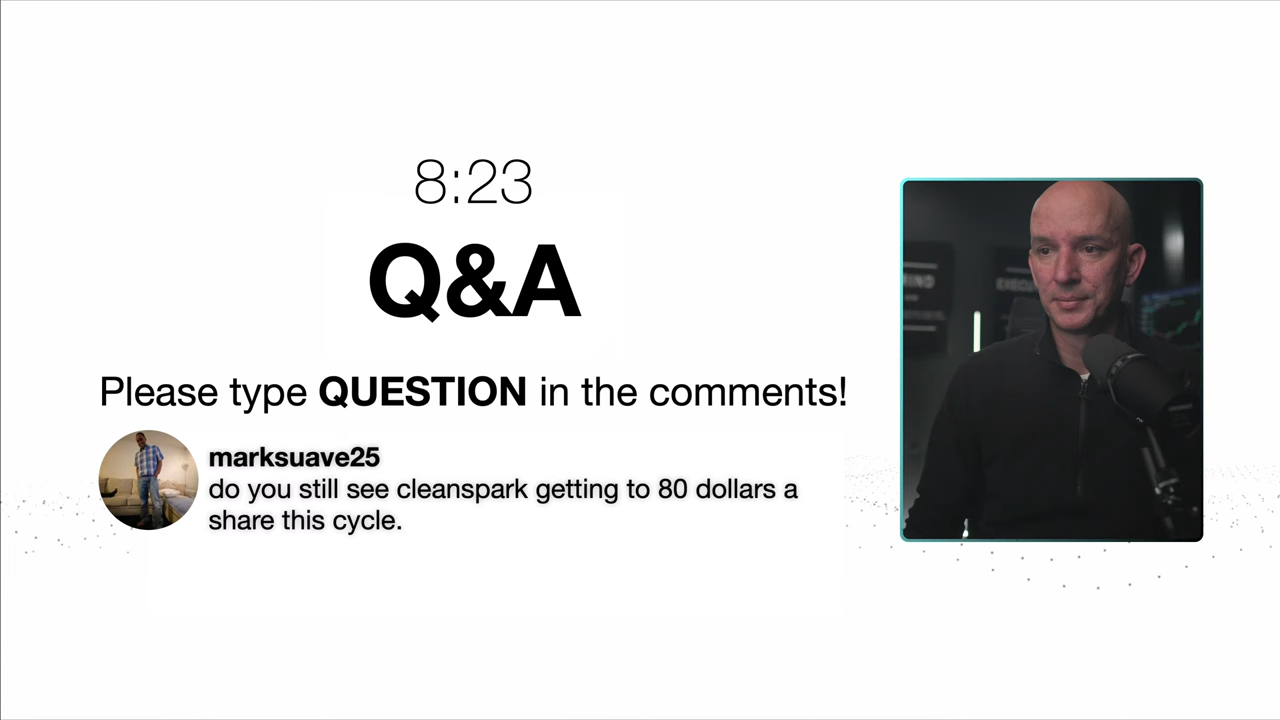 8:23
Q&A
Please type QUESTION in the comments!
marksuave25
do you still see cleanspark getting to 80 dollars a
share this cycle.